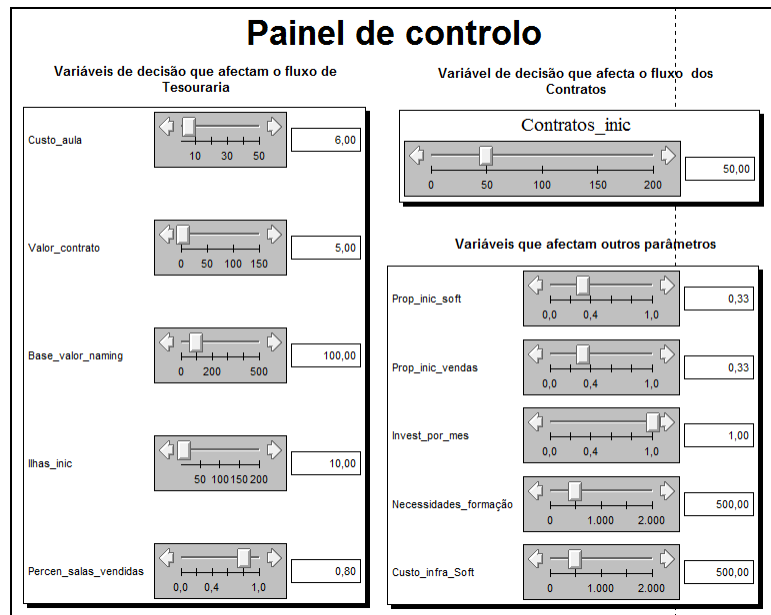 Painel de controlo
Variáveis de decisão que afectam o fluxo de
Tesouraria
Custo_aula
10 30 50
6,00
Valor_contrato
0 50 100 150
5,00
Base_valor_naming
0 200 500
100,00
Ilhas_inic
50 100 150 200
10,00
Percen_salas_vendidas
0,0 0,4 1,0
0,80
Variável de decisão que afecta o fluxo dos
Contratos
Contratos_inic
0 50 100 150 200
50,00
Variáveis que afectam outros parâmetros
Prop_inic_soft
0,0 0,4 1,0
0,33
Prop_inic_vendas
0,0 0,4 1,0
0,33
Invest_por_mes
0,0 0,4 1,0
1,00
Necessidades_formação
0 1.000 2.000
500,00
Custo_infra_Soft
0 1.000 2.000
500,00